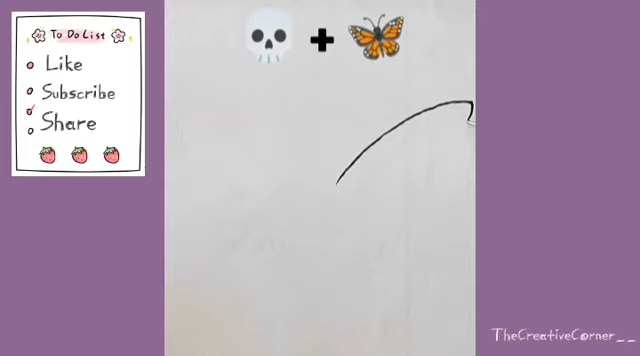 To Do List
Like
Subscribe
Share
TheCreativeCorner__